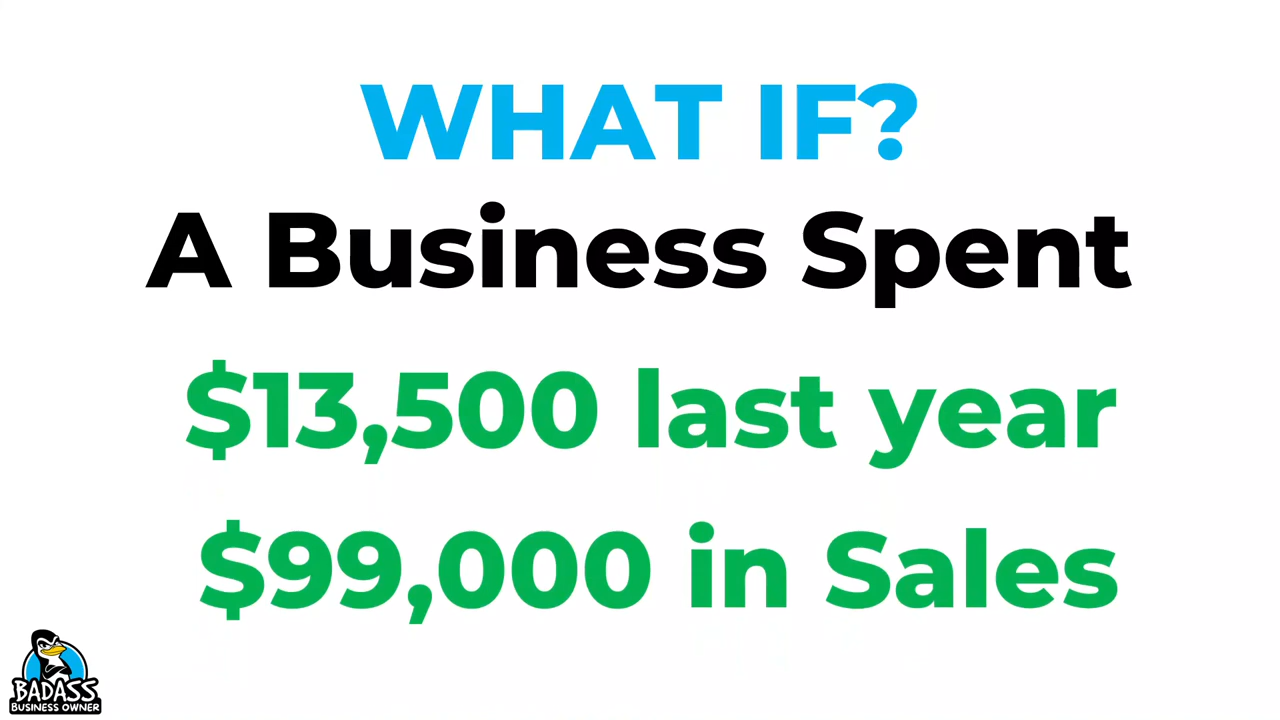 WHAT IF?
A Business Spent
$13,500 last year
$99,000 in Sales
BADASS
BUSINESS OWNER